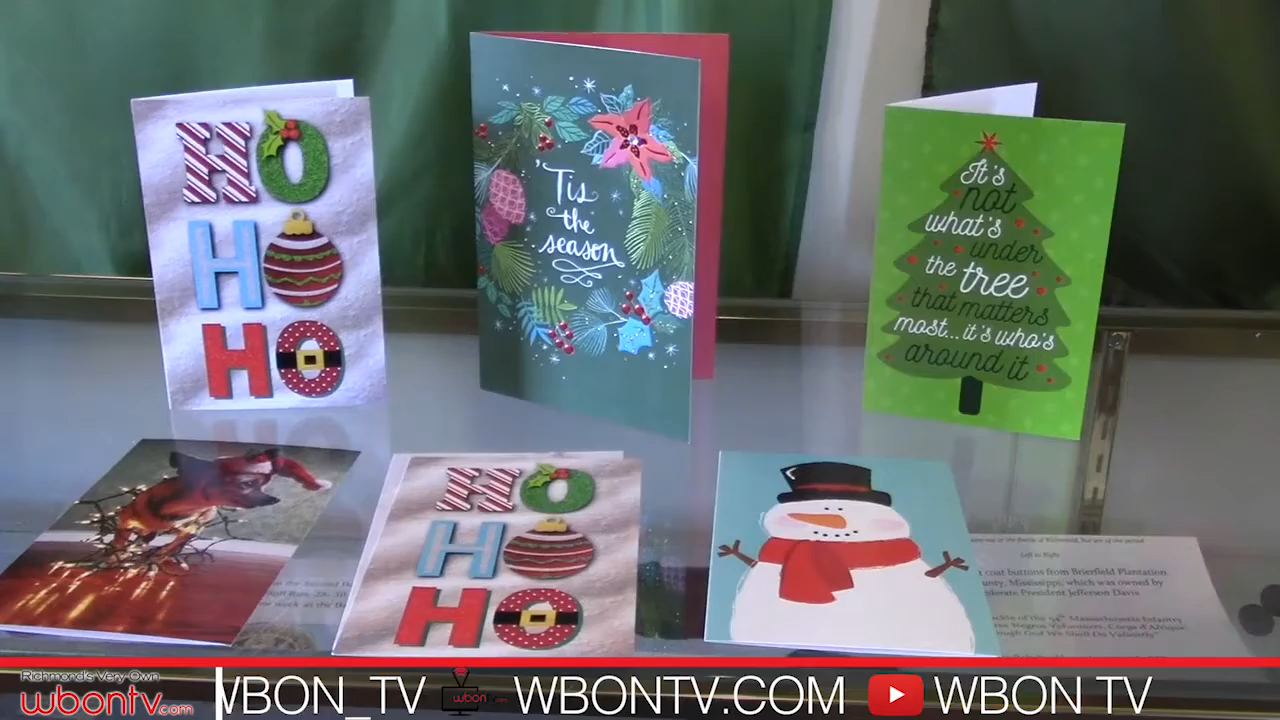 HO
HO
HO
'Tis
the
season
It's
not
what's
under
the tree
that matters
most... it's who's
around it
HO
HO
HO
Left to Right
coat buttons from Brierfield Plantation
Mississippi, which was owned by
President Jefferson Davis
Massachusetts Infantry
Richmond's Very Own
wbontv.com
WBON_TV wbon WBONTV.COM WBON TV